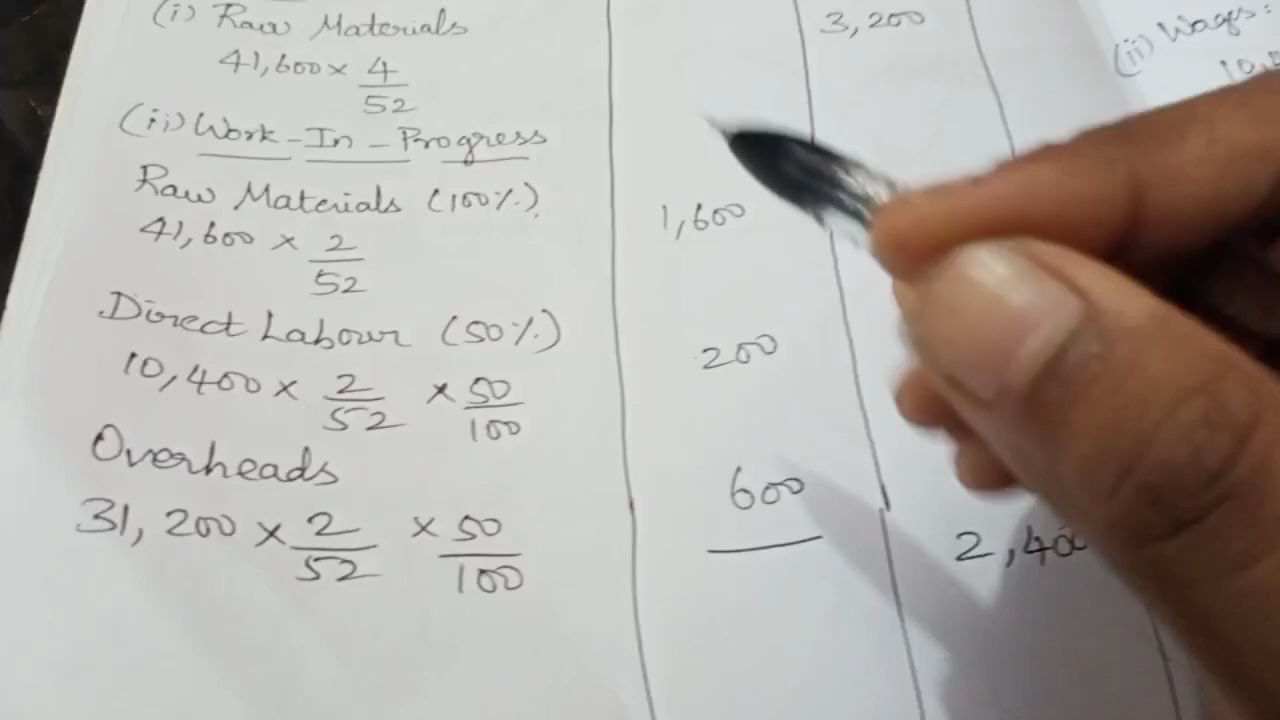 (i) Raw Materials
3,200
41,600 × 4/52
(ii) Work-In-Progress
Raw Materials (100%)
41,600 × 2/52
1,600
Direct Labour (50%)
10,400 × 2/52 × 50/100
200
Overheads
31,200 × 2/52 × 50/100
600
(ii) Wages: